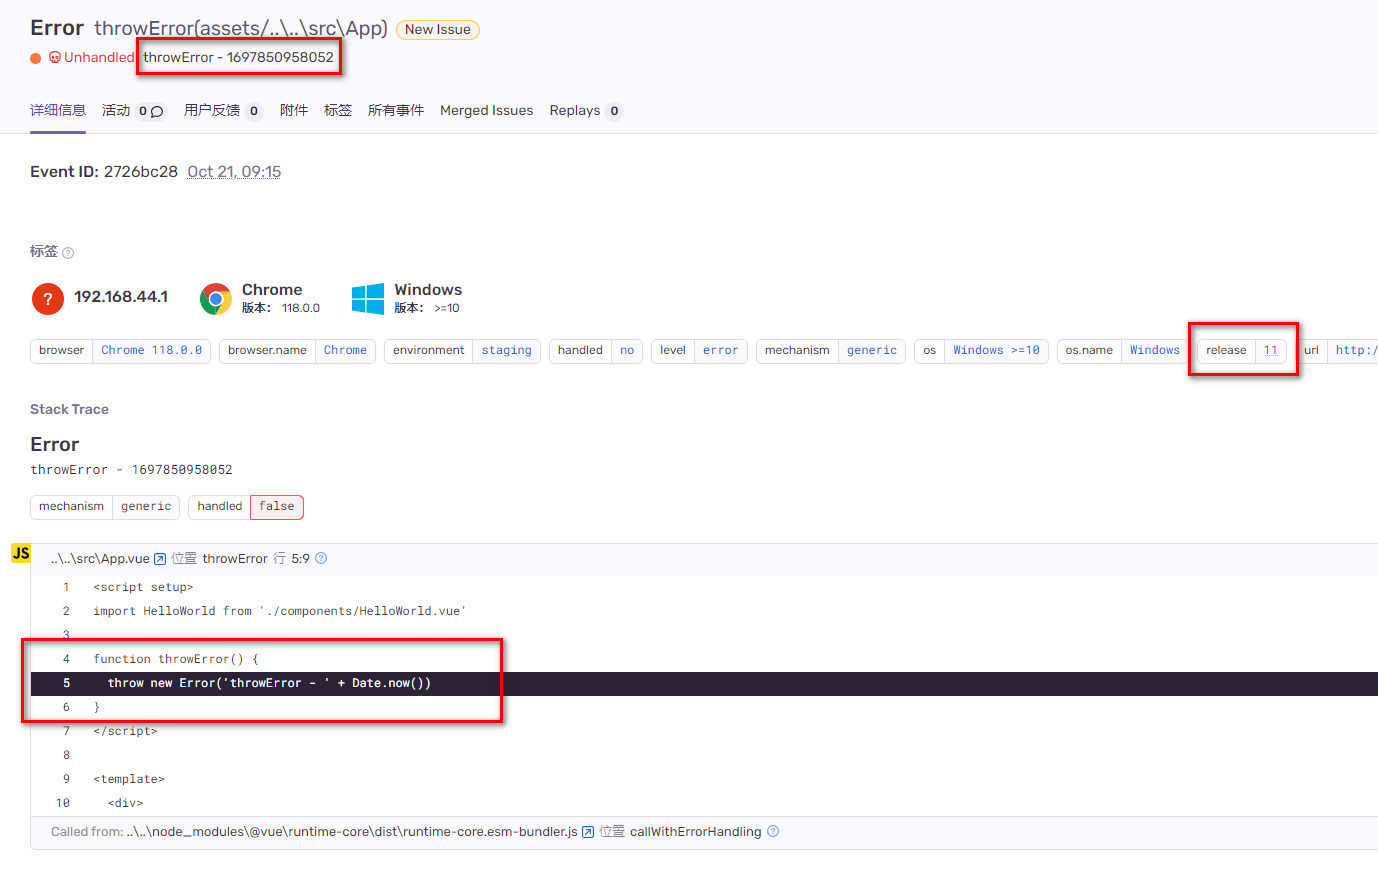 Error throwError(assets/..\..\src\App) New Issue
Unhandled throwError - 1697850958052
详细信息 活动 0 用户反馈 0 附件 标签 所有事件 Merged Issues Replays 0
Event ID: 2726bc28 Oct 21, 09:15
标签 ?
? 192.168.44.1 Chrome 版本： 118.0.0 Windows 版本： >=10
browser Chrome 118.0.0 browser.name Chrome environment staging handled no level error mechanism generic os Windows >=10 os.name Windows release 11 url http:/
Stack Trace
Error
throwError - 1697850958052
mechanism generic handled false
JS ..\..\src\App.vue 位置 throwError 行 5:9 ?
1 <script setup>
2 import HelloWorld from './components/HelloWorld.vue'
3
4 function throwError() {
5 throw new Error('throwError - ' + Date.now())
6 }
7 </script>
8
9 <template>
10 <div>
Called from: ..\..\node_modules\@vue\runtime-core\dist\runtime-core.esm-bundler.js 位置 callWithErrorHandling ?